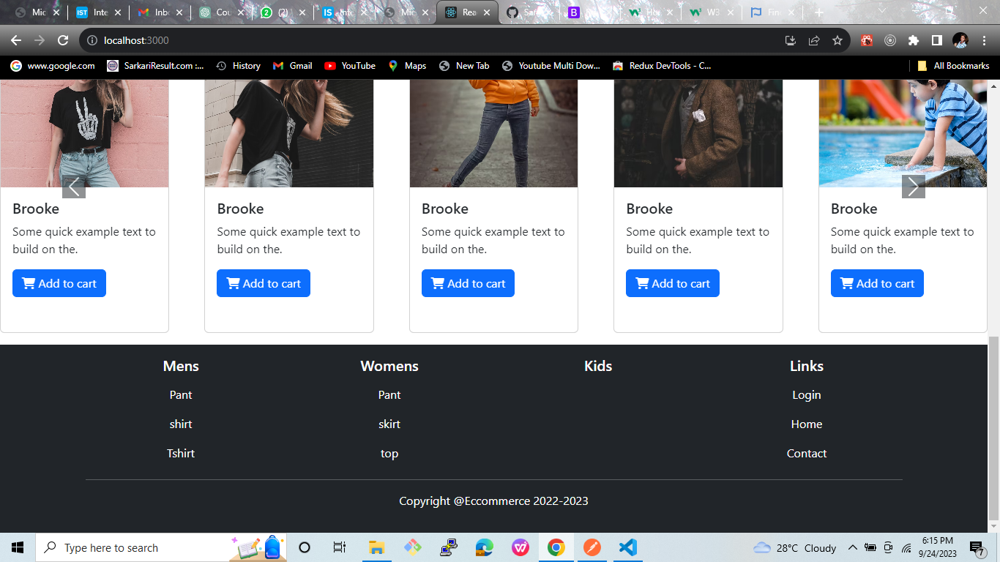 Mic
Inte
Inbo
Cou
(2)
Inte
Mic
Rea
San
B
Ho
W3
Fin
localhost:3000
www.google.com
SarkariResult.com :...
History
Gmail
YouTube
Maps
New Tab
Youtube Multi Dow...
Redux DevTools - C...
All Bookmarks
Brooke
Some quick example text to
build on the.
Add to cart
Brooke
Some quick example text to
build on the.
Add to cart
Brooke
Some quick example text to
build on the.
Add to cart
Brooke
Some quick example text to
build on the.
Add to cart
Brooke
Some quick example text to
build on the.
Add to cart
Mens
Pant
shirt
Tshirt
Womens
Pant
skirt
top
Kids
Links
Login
Home
Contact
Copyright @Eccommerce 2022-2023
Type here to search
28°C Cloudy
6:15 PM
9/24/2023
7